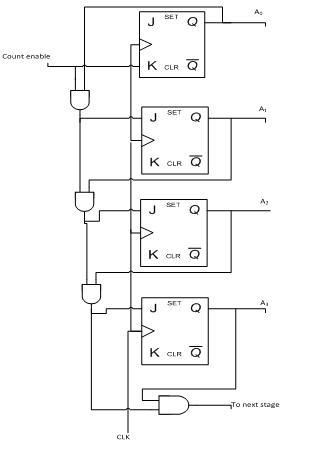 A₀
J SET Q
Count enable
K CLR Q̅
A₁
J SET Q
K CLR Q̅
A₂
J SET Q
K CLR Q̅
A₃
J SET Q
K CLR Q̅
To next stage
CLK